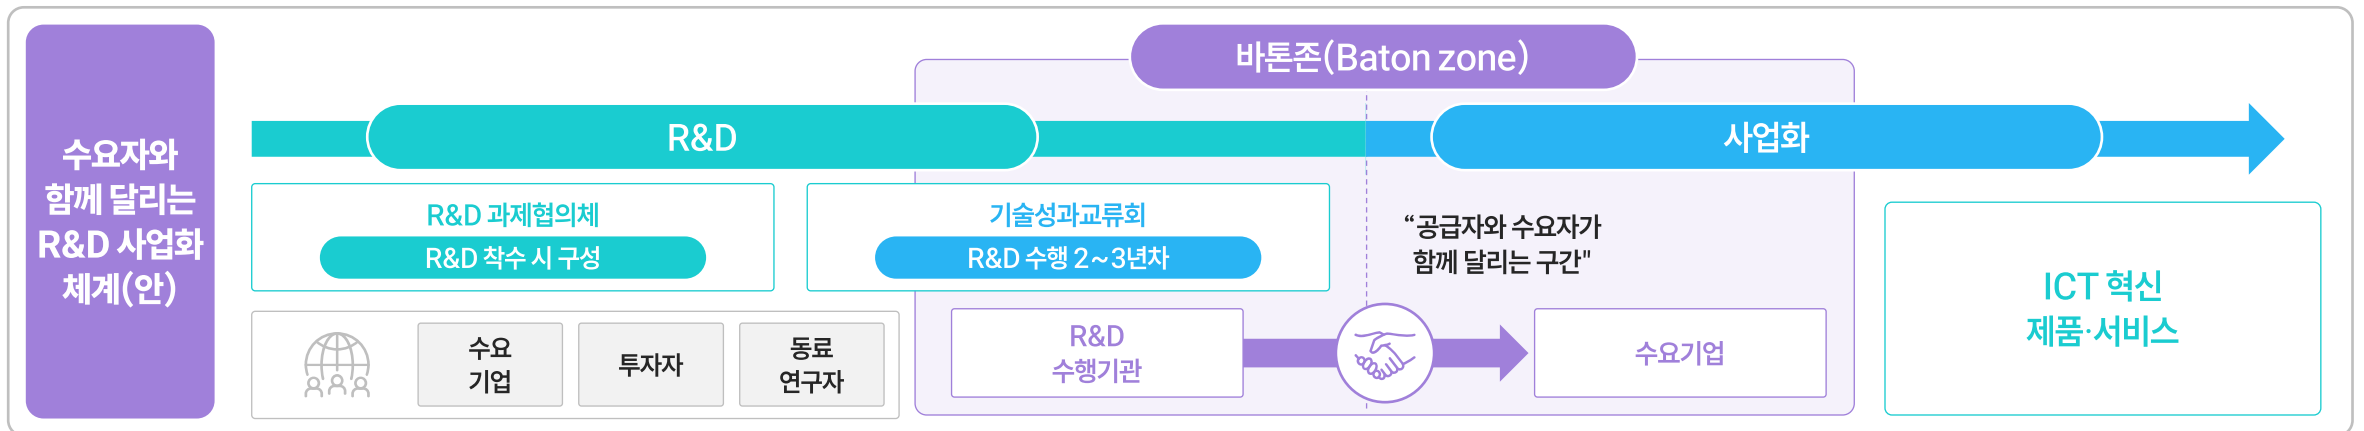 수요자와
함께 달리는
R&D 사업화
체계(안)
바톤존(Baton zone)
R&D
사업화
R&D 과제협의체
R&D 착수 시 구성
기술성과교류회
R&D 수행 2~3년차
“공급자와 수요자가
함께 달리는 구간"
수요
기업
투자자
동료
연구자
R&D
수행기관
수요기업
ICT 혁신
제품·서비스